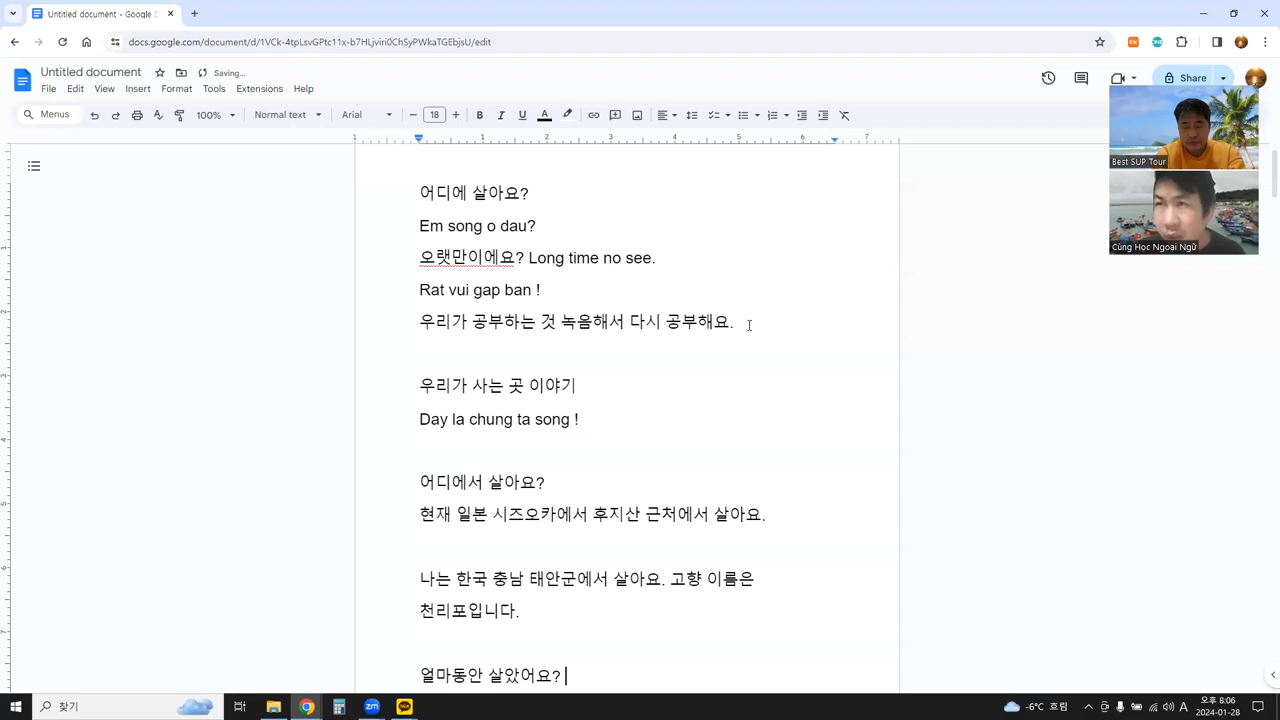 Untitled document - Google D
docs.google.com/document/d/1VCk-4tpLsvGPtc11x-b7HLjviri0ChSyPWkaTGEbjsU/edit
Untitled document
Saving...
File Edit View Insert Format Tools Extensions Help
Share
Menus
100%
Normal text
Arial
18
B I U A
1 1 2 3 4 5 6 7
Best SUP Tour
Cùng Học Ngoại Ngữ
어디에 살아요?
Em song o dau?
오랫만이에요? Long time no see.
Rat vui gap ban !
우리가 공부하는 것 녹음해서 다시 공부해요.
우리가 사는 곳 이야기
Day la chung ta song !
어디에서 살아요?
현재 일본 시즈오카에서 후지산 근처에서 살아요.
나는 한국 충남 태안군에서 살아요. 고향 이름은
천리포입니다.
얼마동안 살았어요?
찾기
-6°C 흐림
오후 8:06
2024-01-28